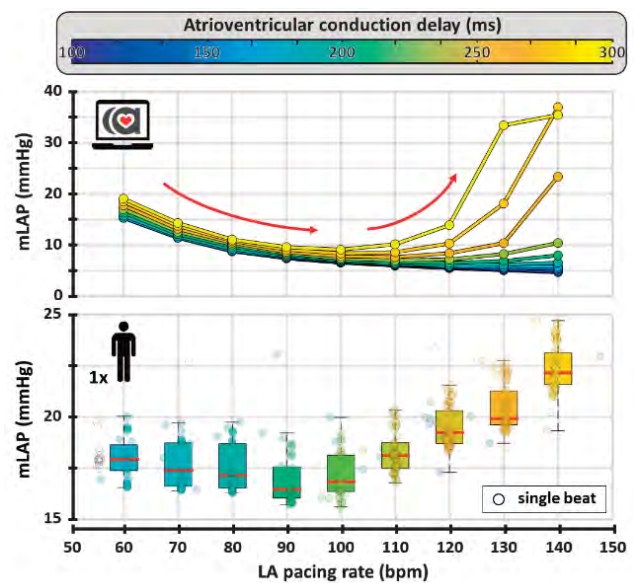 Atrioventricular conduction delay (ms)
100 150 200 250 300
40
30
20
10
0
mLAP (mmHg)
25
20
15
mLAP (mmHg)
1x
single beat
50 60 70 80 90 100 110 120 130 140 150
LA pacing rate (bpm)